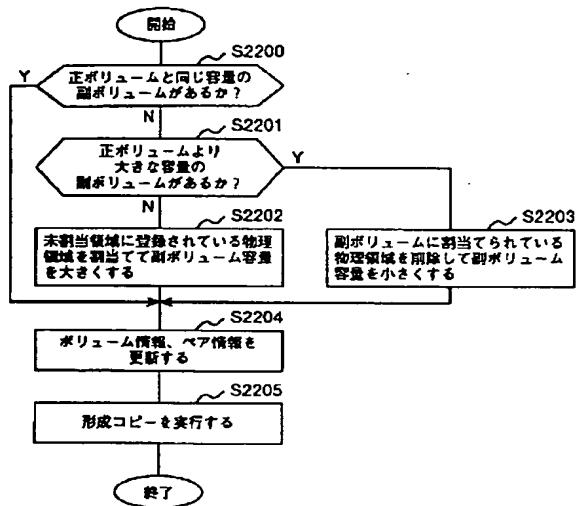 開始
S2200
正ボリュームと同じ容量の
副ボリュームがあるか？
Y
N
S2201
正ボリュームより
大きな容量の
副ボリュームがあるか？
Y
N
S2202
未割当領域に登録されている物理
領域を割当てて副ボリューム容量
を大きくする
S2203
副ボリュームに割当てられている
物理領域を削除して副ボリューム
容量を小さくする
S2204
ボリューム情報、ペア情報を
更新する
S2205
形成コピーを実行する
終了